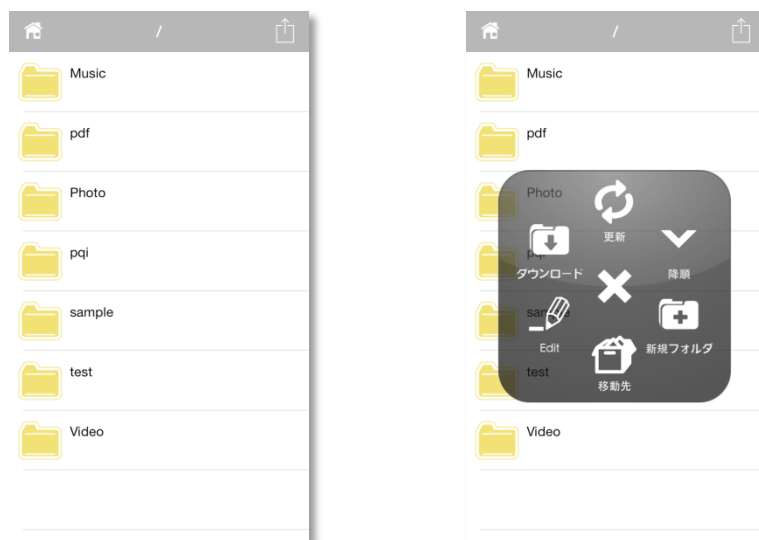 /
Music
pdf
Photo
pqi
sample
test
Video
/
Music
pdf
Photo
更新
pqi
ダウンロード
降順
sample
Edit
新規フォルダ
test
移動先
Video